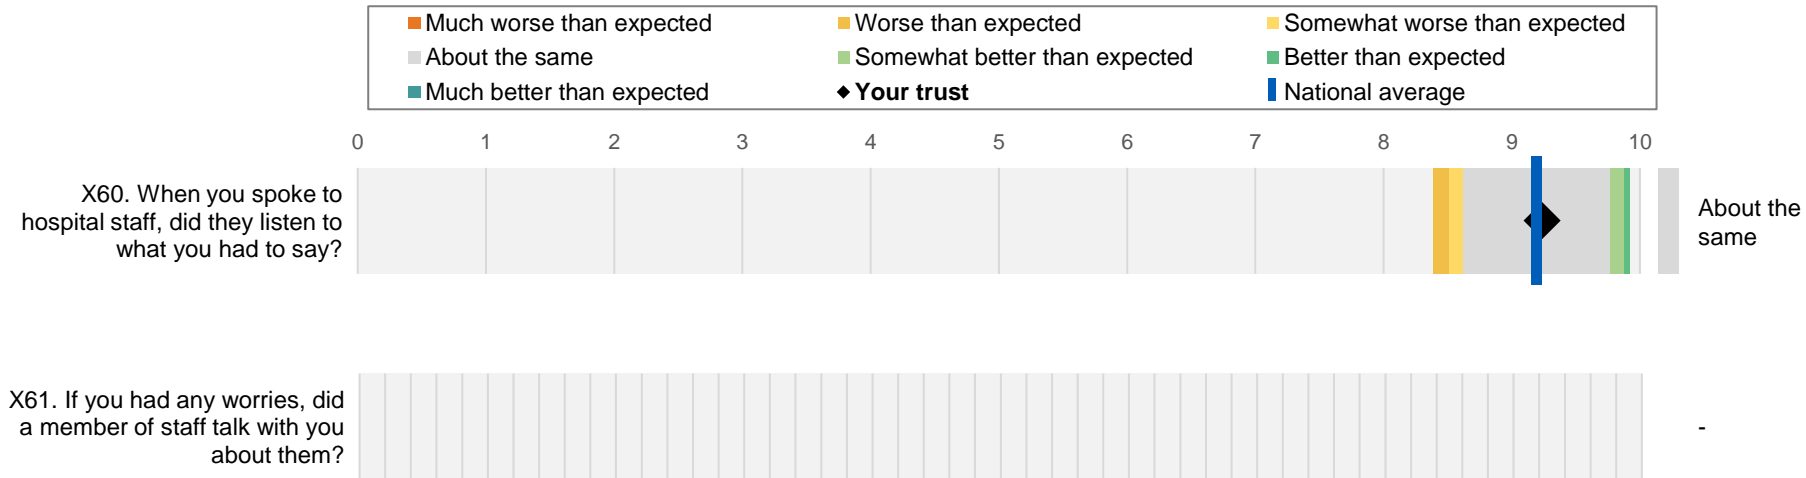 Much worse than expected
Worse than expected
Somewhat worse than expected
About the same
Somewhat better than expected
Better than expected
Much better than expected
Your trust
National average
0 1 2 3 4 5 6 7 8 9 10
X60. When you spoke to
hospital staff, did they listen to
what you had to say?
About the
same
X61. If you had any worries, did
a member of staff talk with you
about them?
-